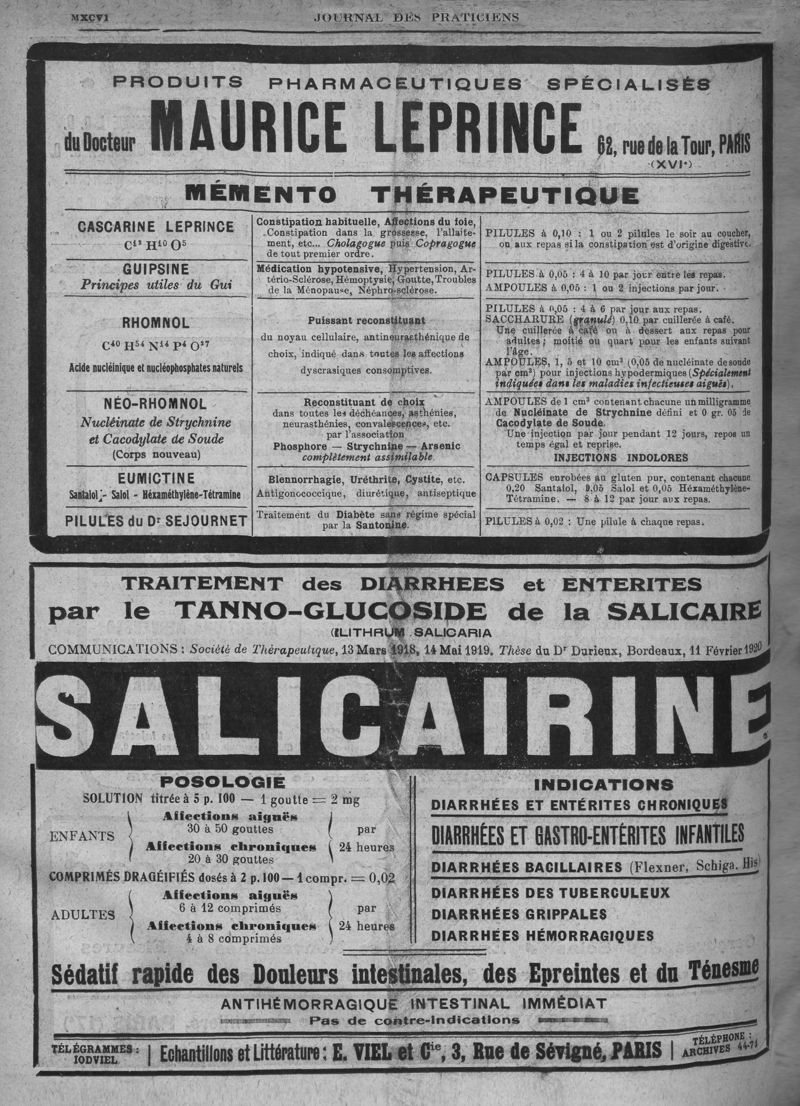 MXCVI
JOURNAL DES PRATICIENS
PRODUITS PHARMACEUTIQUES SPÉCIALISÉS
du Docteur MAURICE LEPRINCE 62, rue de la Tour, PARIS
(XVIe)
MÉMENTO THÉRAPEUTIQUE
CASCARINE LEPRINCE
C12 H10 O5
Constipation habituelle, Affections du foie,
Constipation dans la grossesse, l'allaite-
ment, etc... Cholagogue puis Copragogue
de tout premier ordre.
PILULES à 0,10 : 1 ou 2 pilules le soir au coucher,
ou aux repas si la constipation est d'origine digestive.
GUIPSINE
Principes utiles du Gui
Médication hypotensive, Hypertension, Ar-
tério-Sclérose, Hémoptysie, Goutte, Troubles
de la Ménopause, Néphro-sclérose.
PILULES à 0,05 : 4 à 10 par jour entre les repas.
AMPOULES à 0,05 : 1 ou 2 injections par jour.
RHOMNOL
C40 H54 N14 P4 O27
Acide nucléinique et nucléophosphates naturels
Puissant reconstituant
du noyau cellulaire, antineurasthénique de
choix, indiqué dans toutes les affections
dyscrasiques consomptives.
PILULES à 0,05 : 4 à 6 par jour aux repas.
SACCHARURE (granulé) 0,10 par cuillerée à café.
Une cuillerée à café ou à dessert aux repas pour
adultes ; moitié ou quart pour les enfants suivant
l'âge.
AMPOULES, 1, 5 et 10 cm3 (0,05 de nucléinate de soude
par cm3) pour injections hypodermiques (Spécialement
indiquées dans les maladies infectieuses aiguës).
NÉO-RHOMNOL
Nucléinate de Strychnine
et Cacodylate de Soude
(Corps nouveau)
Reconstituant de choix
dans toutes les déchéances, asthénies,
neurasthénies, convalescences, etc.
par l'association
Phosphore — Strychnine — Arsenic
complètement assimilable
AMPOULES de 1 cm3 contenant chacune un milligramme
de Nucléinate de Strychnine défini et 0 gr. 05 de
Cacodylate de Soude.
Une injection par jour pendant 12 jours, repos un
temps égal et reprise.
INJECTIONS INDOLORES
EUMICTINE
Santalol - Salol - Héxaméthylène-Tétramine
Blennorrhagie, Uréthrite, Cystite, etc.
Antigonococcique, diurétique, antiseptique
CAPSULES enrobées au gluten pur, contenant chacune
0,20 Santalol, 0,05 Salol et 0,05 Héxaméthylène-
Tétramine. — 8 à 12 par jour aux repas.
PILULES du Dr SÉJOURNET
Traitement du Diabète sans régime spécial
par la Santonine.
PILULES à 0,02 : Une pilule à chaque repas.
TRAITEMENT des DIARRHEES et ENTERITES
par le TANNO-GLUCOSIDE de la SALICAIRE
(LITHRUM SALICARIA
COMMUNICATIONS : Société de Thérapeutique, 13 Mars 1918, 14 Mai 1919. Thèse du Dr Durieux, Bordeaux, 11 Février 1920
SALICAIRINE
POSOLOGIE
SOLUTION titrée à 5 p. 100 — 1 goutte = 2 mg
ENFANTS
Affections aiguës
30 à 50 gouttes
Affections chroniques
20 à 30 gouttes
par
24 heures
COMPRIMÉS DRAGÉIFIÉS dosés à 2 p. 100 — 1 compr. = 0,02
ADULTES
Affections aiguës
6 à 12 comprimés
Affections chroniques
4 à 8 comprimés
par
24 heures
INDICATIONS
DIARRHÉES ET ENTÉRITES CHRONIQUES
DIARRHÉES ET GASTRO-ENTÉRITES INFANTILES
DIARRHÉES BACILLAIRES (Flexner, Schiga. His)
DIARRHÉES DES TUBERCULEUX
DIARRHÉES GRIPPALES
DIARRHÉES HÉMORRAGIQUES
Sédatif rapide des Douleurs intestinales, des Epreintes et du Ténesme
ANTIHÉMORRAGIQUE INTESTINAL IMMÉDIAT
Pas de contre-Indications
TÉLÉGRAMMES :
IODVIEL
Echantillons et Littérature : E. VIEL et Cie, 3, Rue de Sévigné, PARIS
TÉLÉPHONE :
ARCHIVES 44-71